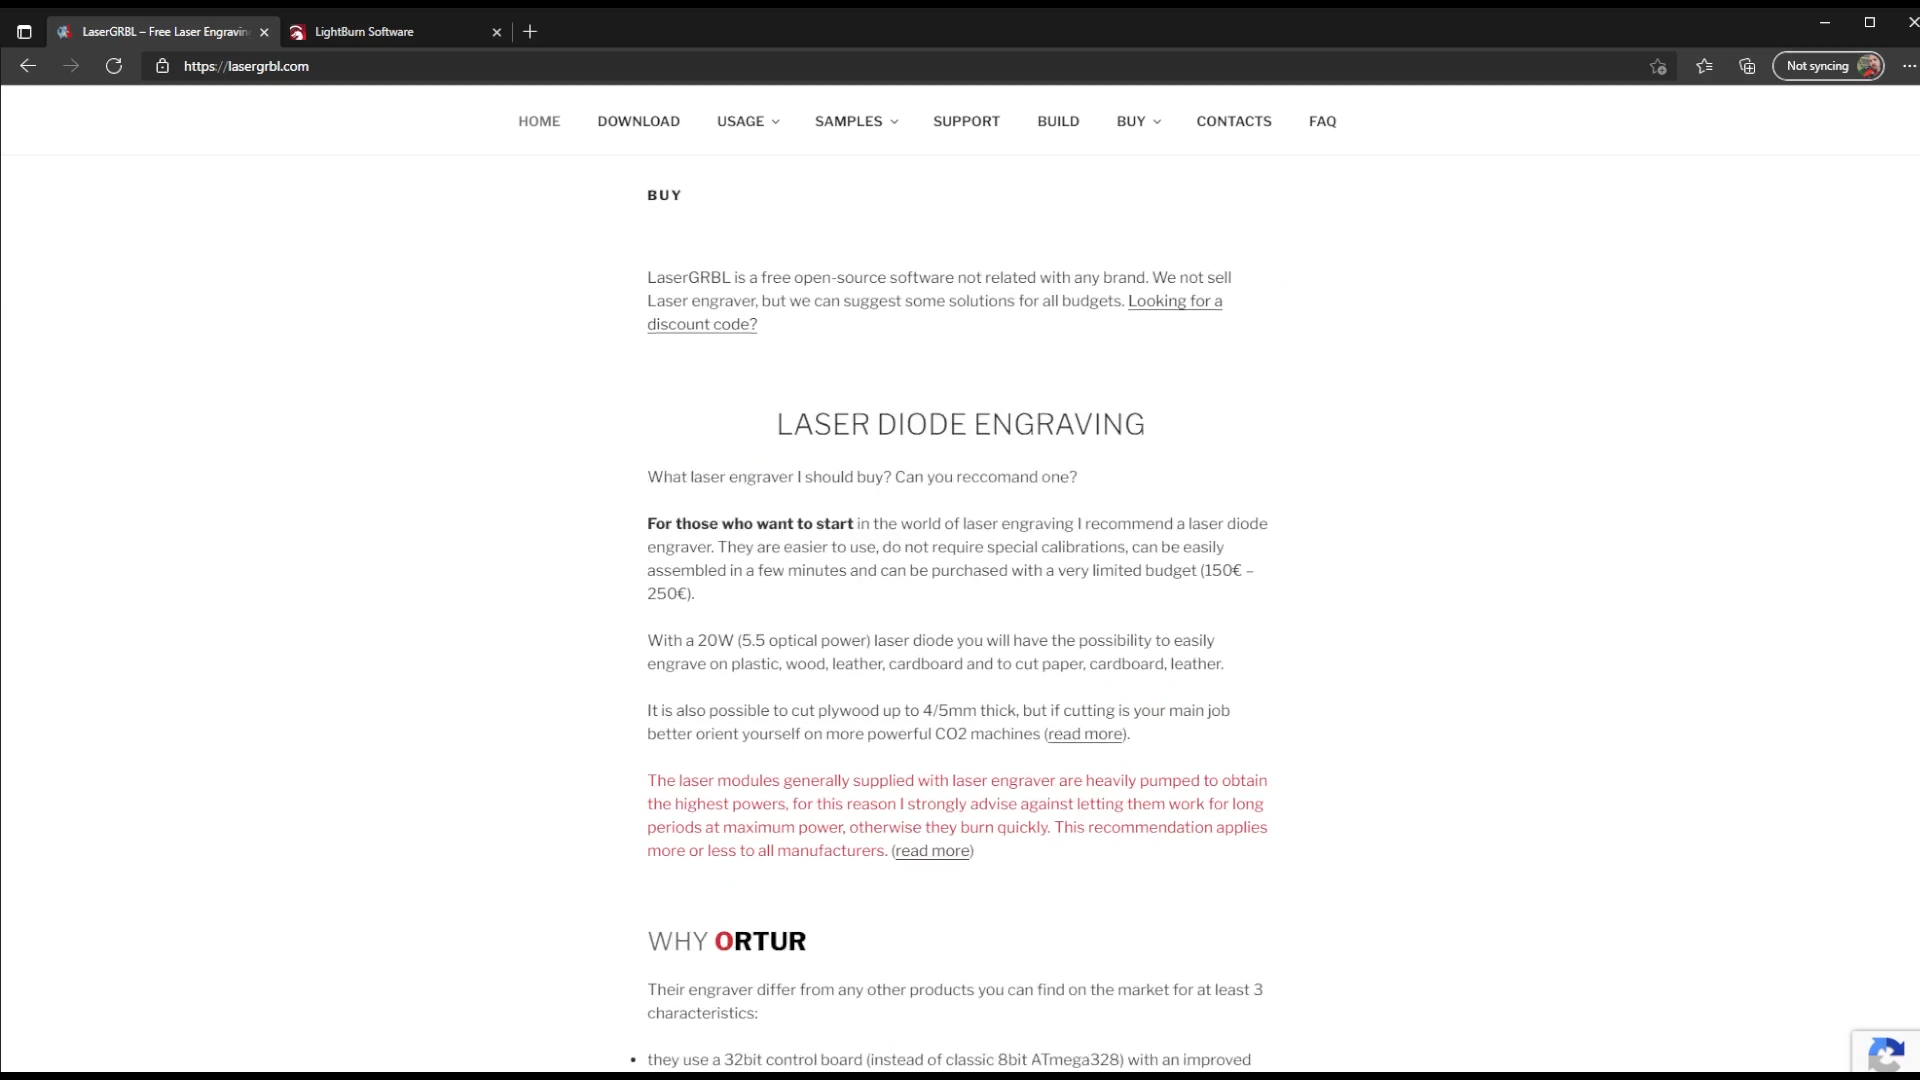 LaserGRBL – Free Laser Engravin
LightBurn Software
https://lasergrbl.com
Not syncing
HOME DOWNLOAD USAGE SAMPLES SUPPORT BUILD BUY CONTACTS FAQ
BUY
LaserGRBL is a free open-source software not related with any brand. We not sell
Laser engraver, but we can suggest some solutions for all budgets. Looking for a
discount code?
LASER DIODE ENGRAVING
What laser engraver I should buy? Can you reccomand one?
For those who want to start in the world of laser engraving I recommend a laser diode
engraver. They are easier to use, do not require special calibrations, can be easily
assembled in a few minutes and can be purchased with a very limited budget (150€ –
250€).
With a 20W (5.5 optical power) laser diode you will have the possibility to easily
engrave on plastic, wood, leather, cardboard and to cut paper, cardboard, leather.
It is also possible to cut plywood up to 4/5mm thick, but if cutting is your main job
better orient yourself on more powerful CO2 machines (read more).
The laser modules generally supplied with laser engraver are heavily pumped to obtain
the highest powers, for this reason I strongly advise against letting them work for long
periods at maximum power, otherwise they burn quickly. This recommendation applies
more or less to all manufacturers. (read more)
WHY ORTUR
Their engraver differ from any other products you can find on the market for at least 3
characteristics:
• they use a 32bit control board (instead of classic 8bit ATmega328) with an improved